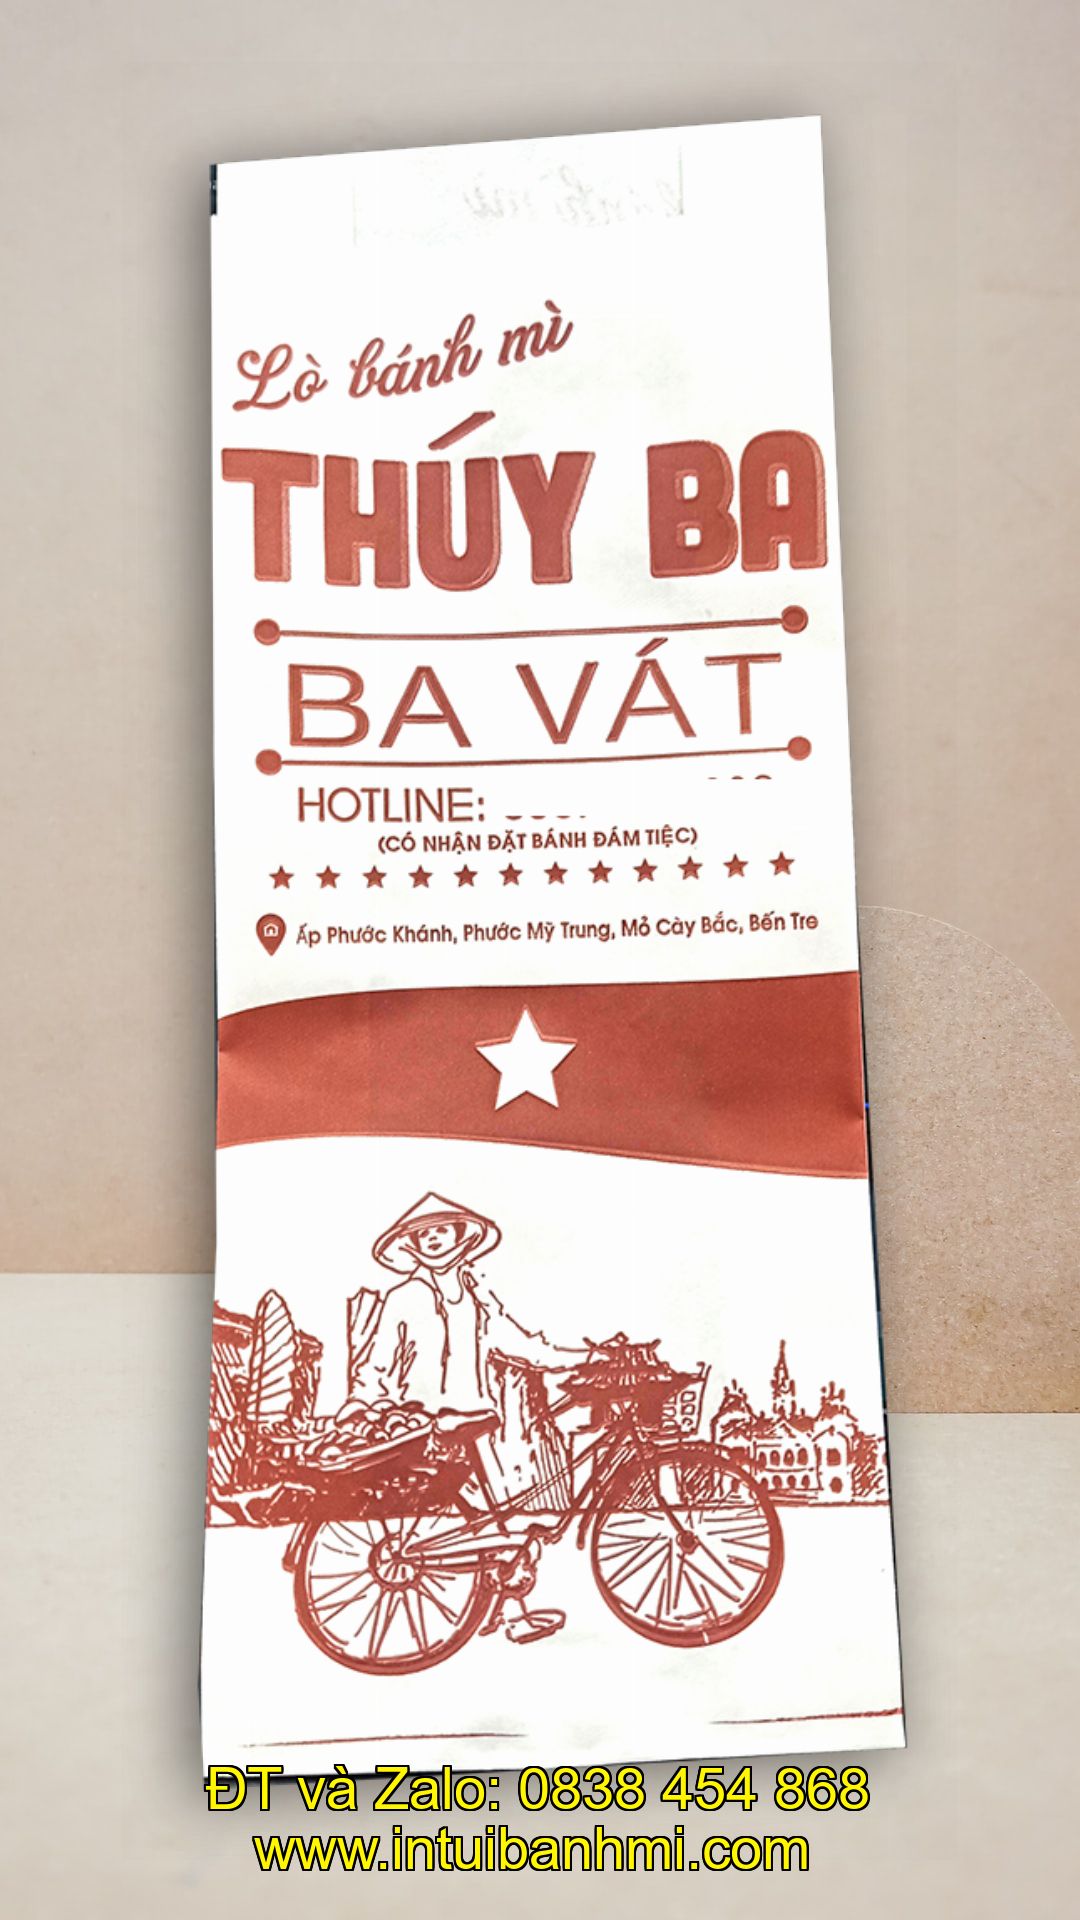 Lò bánh mì
THÚY BA
BA VÁT
HOTLINE:
(CÓ NHẬN ĐẶT BÁNH ĐÁM TIỆC)
Ấp Phước Khánh, Phước Mỹ Trung, Mỏ Cày Bắc, Bến Tre
ĐT và Zalo: 0838 454 868
www.intuibanhmi.com